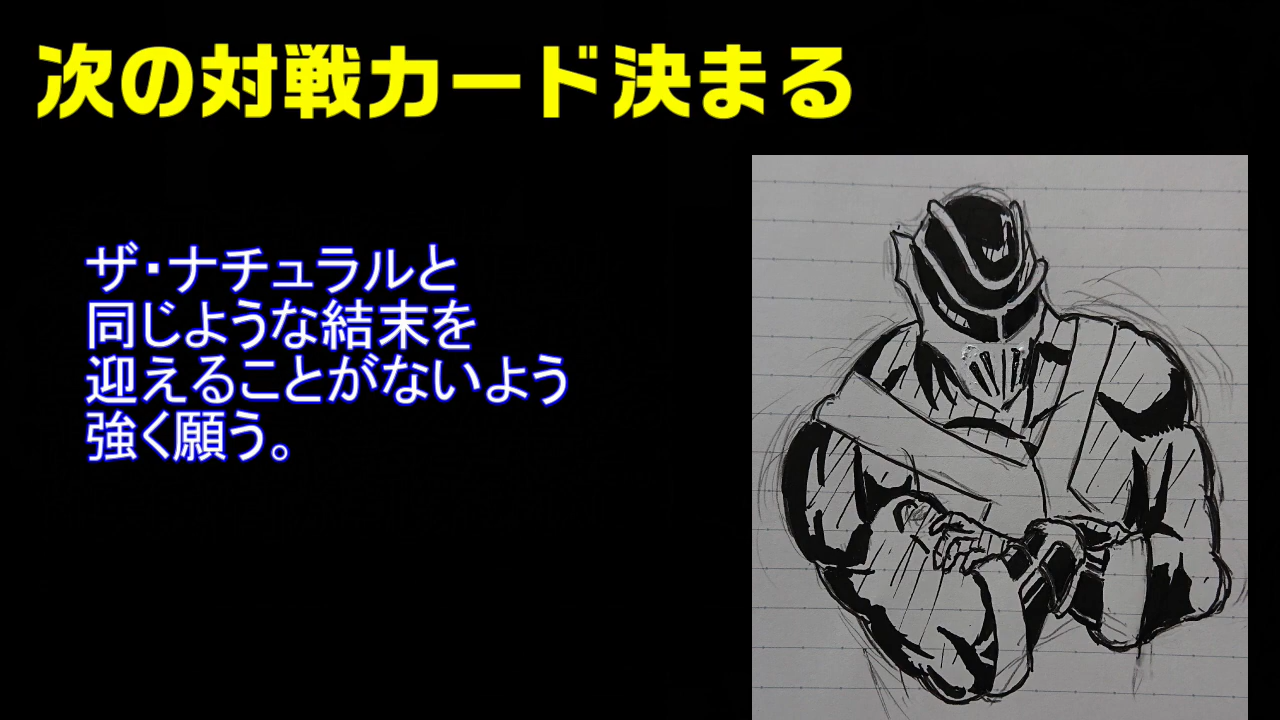 次の対戦カード決まる
ザ・ナチュラルと
同じような結末を
迎えることがないよう
強く願う。